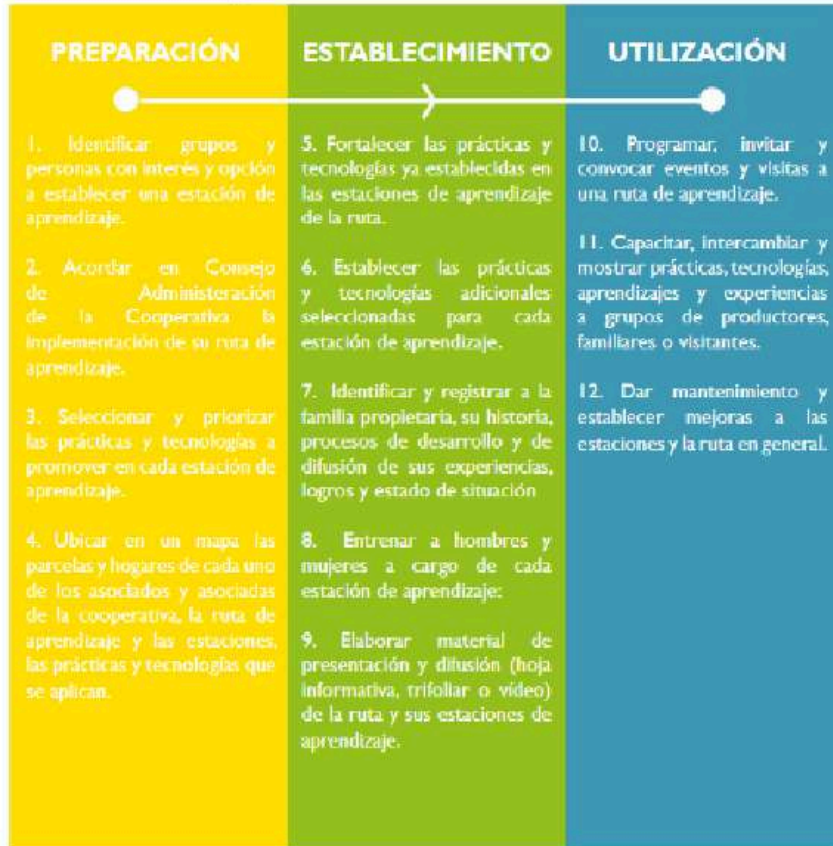 PREPARACIÓN
1. Identificar grupos y
personas con interés y opción
a establecer una estación de
aprendizaje.
2. Acordar en Consejo
de Administeración
de la Cooperativa la
implementación de su ruta de
aprendizaje.
3. Seleccionar y priorizar
las prácticas y tecnologías a
promover en cada estación de
aprendizaje.
4. Ubicar en un mapa las
parcelas y hogares de cada uno
de los asociados y asociadas
de la cooperativa, la ruta de
aprendizaje y las estaciones,
las prácticas y tecnologías que
se aplican.
ESTABLECIMIENTO
5. Fortalecer las prácticas y
tecnologías ya establecidas en
las estaciones de aprendizaje
de la ruta.
6. Establecer las prácticas
y tecnologías adicionales
seleccionadas para cada
estación de aprendizaje.
7. Identificar y registrar a la
familia propietaria, su historia,
procesos de desarrollo y de
difusión de sus experiencias,
logros y estado de situación
8. Entrenar a hombres y
mujeres a cargo de cada
estación de aprendizaje:
9. Elaborar material de
presentación y difusión (hoja
informativa, trifoliar o vídeo)
de la ruta y sus estaciones de
aprendizaje.
UTILIZACIÓN
10. Programar, invitar y
convocar eventos y visitas a
una ruta de aprendizaje.
11. Capacitar, intercambiar y
mostrar prácticas, tecnologías,
aprendizajes y experiencias
a grupos de productores,
familiares o visitantes.
12. Dar mantenimiento y
establecer mejoras a las
estaciones y la ruta en general.